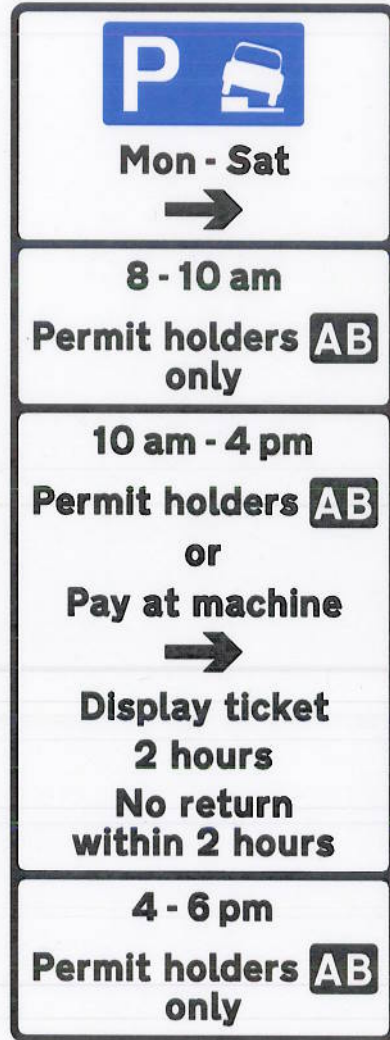 P
Mon - Sat
8 - 10 am
Permit holders AB
only
10 am - 4 pm
Permit holders AB
or
Pay at machine
Display ticket
2 hours
No return
within 2 hours
4 - 6 pm
Permit holders AB
only